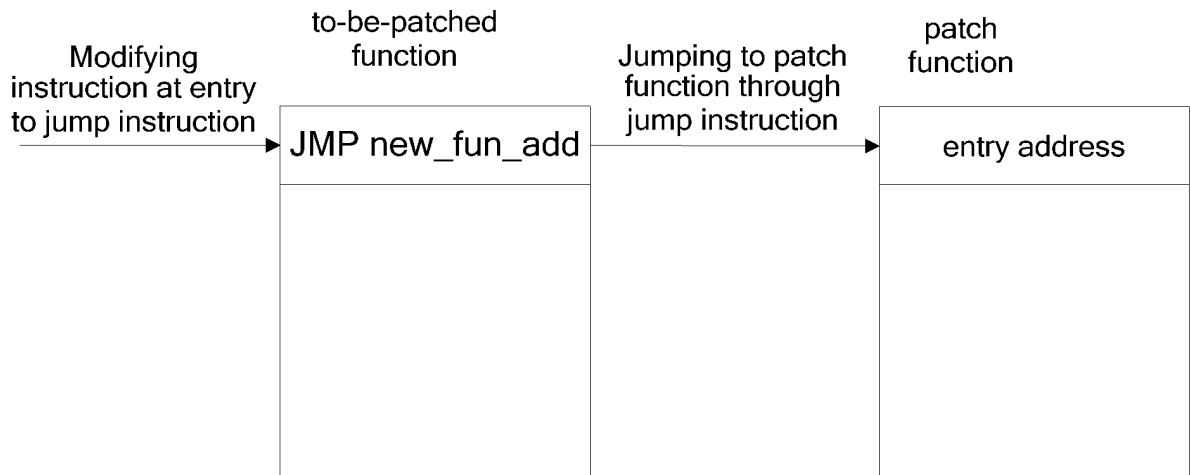 Modifying
instruction at entry
to jump instruction
to-be-patched
function
JMP new_fun_add
Jumping to patch
function through
jump instruction
patch
function
entry address